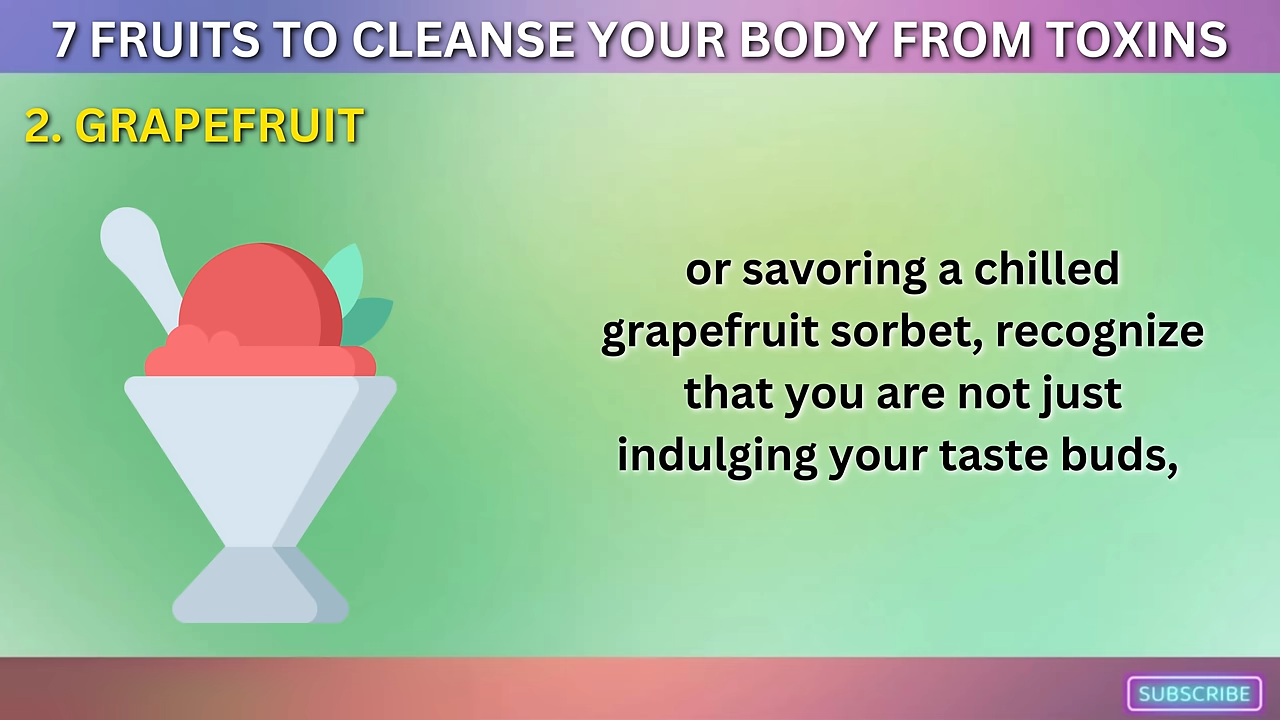 7 FRUITS TO CLEANSE YOUR BODY FROM TOXINS
2. GRAPEFRUIT
or savoring a chilled
grapefruit sorbet, recognize
that you are not just
indulging your taste buds,
SUBSCRIBE